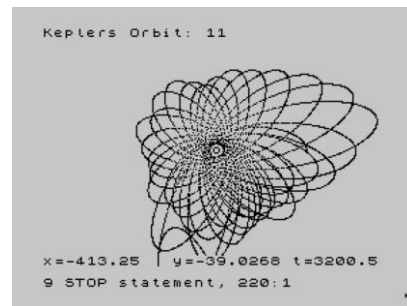 Keplers Orbit: 11
x=-413.25 y=-39.0268 t=3200.5
9 STOP statement, 220:1